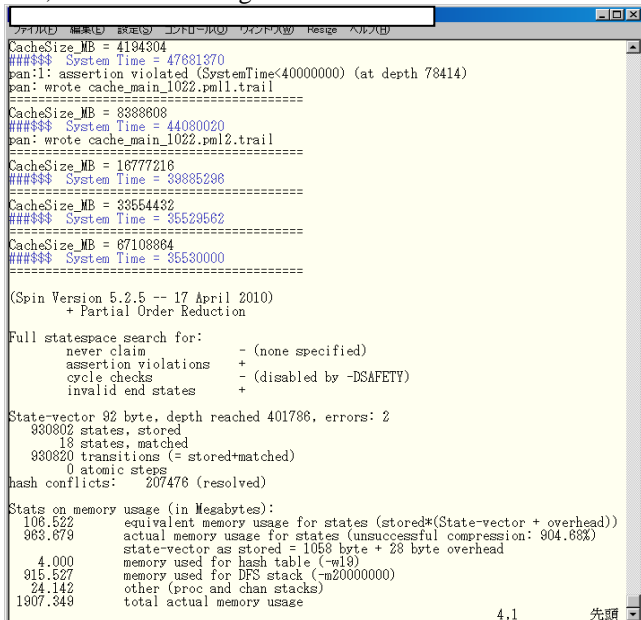 ファイル(F) 編集(E) 設定(S) コントロール(O) ウィンドウ(W) Resize ヘルプ(H)
CacheSize_MB = 4194304
###$$$ System Time = 47681370
pan:1: assertion violated (SystemTime<40000000) (at depth 78414)
pan: wrote cache_main_1022.pml1.trail
========================================
CacheSize_MB = 8388608
###$$$ System Time = 44080020
pan: wrote cache_main_1022.pml2.trail
========================================
CacheSize_MB = 16777216
###$$$ System Time = 39885296
========================================
CacheSize_MB = 33554432
###$$$ System Time = 35529562
========================================
CacheSize_MB = 67108864
###$$$ System Time = 35530000
========================================
(Spin Version 5.2.5 -- 17 April 2010)
+ Partial Order Reduction
Full statespace search for:
never claim - (none specified)
assertion violations +
cycle checks - (disabled by -DSAFETY)
invalid end states +
State-vector 92 byte, depth reached 401786, errors: 2
930802 states, stored
18 states, matched
930820 transitions (= stored+matched)
0 atomic steps
hash conflicts: 207476 (resolved)
Stats on memory usage (in Megabytes):
106.522 equivalent memory usage for states (stored*(State-vector + overhead))
963.679 actual memory usage for states (unsuccessful compression: 904.68%)
state-vector as stored = 1058 byte + 28 byte overhead
4.000 memory used for hash table (-w19)
915.527 memory used for DFS stack (-m20000000)
24.142 other (proc and chan stacks)
1907.349 total actual memory usage
4,1 先頭